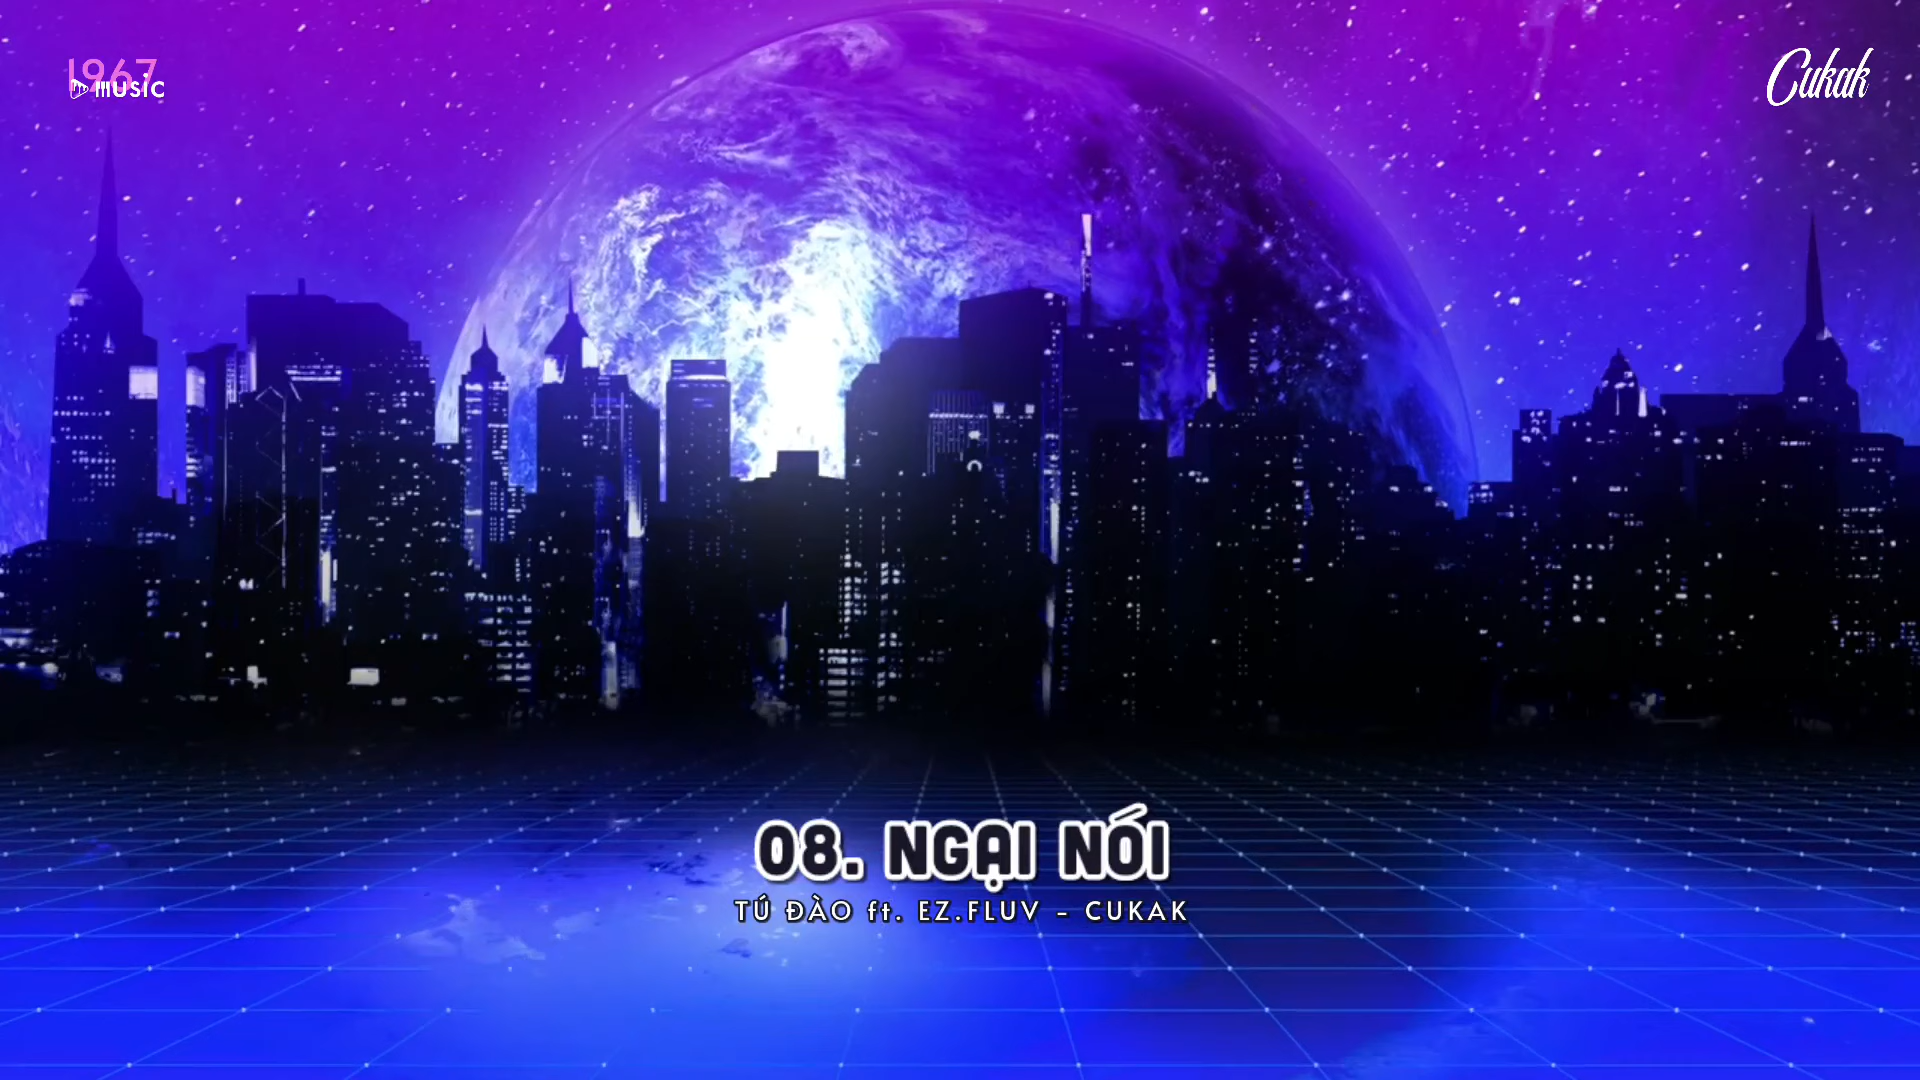 1967
music
Cukak
08. NGẠI NÓI
TÚ ĐÀO ft. EZ.FLUV - CUKAK